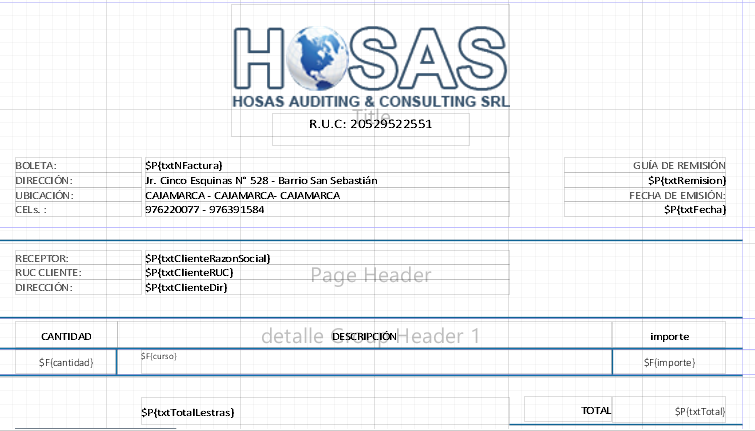 HOSAS
HOSAS AUDITING & CONSULTING SRL
Title
R.U.C: 20529522551
BOLETA: $P{txtNFactura} GUÍA DE REMISIÓN
DIRECCIÓN: Jr. Cinco Esquinas N° 528 - Barrio San Sebastián $P{txtRemision}
UBICACIÓN: CAJAMARCA - CAJAMARCA- CAJAMARCA FECHA DE EMISIÓN:
CELs. : 976220077 - 976391584 $P{txtFecha}
RECEPTOR: $P{txtClienteRazonSocial}
RUC CLIENTE: $P{txtClienteRUC}
Page Header
DIRECCIÓN: $P{txtClienteDir}
CANTIDAD DESCRIPCIÓN importe
detalle Group Header 1
$F{cantidad} $F{curso} $F{importe}
$P{txtTotalLestras} TOTAL $P{txtTotal}